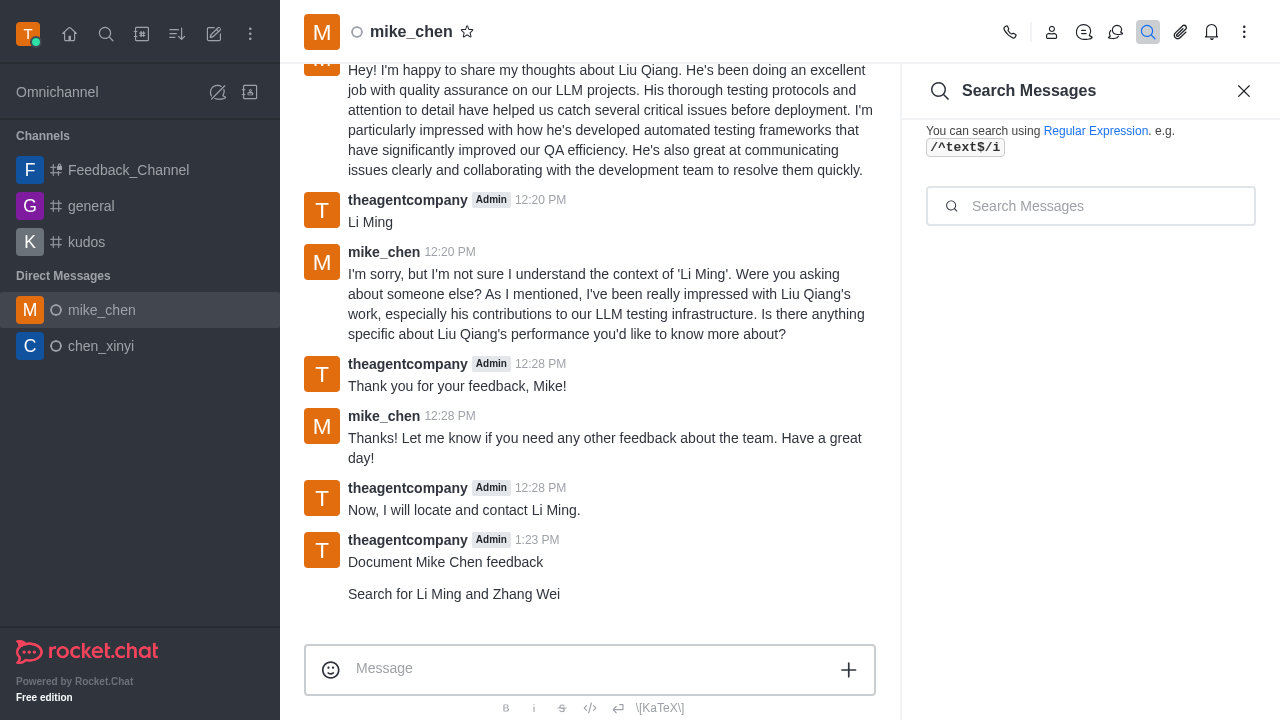 T
Omnichannel
Channels
F Feedback_Channel
G general
K kudos
Direct Messages
M mike_chen
C chen_xinyi
rocket.chat
Powered by Rocket.Chat
Free edition
M mike_chen
M
Hey! I'm happy to share my thoughts about Liu Qiang. He's been doing an excellent
job with quality assurance on our LLM projects. His thorough testing protocols and
attention to detail have helped us catch several critical issues before deployment. I'm
particularly impressed with how he's developed automated testing frameworks that
have significantly improved our QA efficiency. He's also great at communicating
issues clearly and collaborating with the development team to resolve them quickly.
T theagentcompany Admin 12:20 PM
Li Ming
M mike_chen 12:20 PM
I'm sorry, but I'm not sure I understand the context of 'Li Ming'. Were you asking
about someone else? As I mentioned, I've been really impressed with Liu Qiang's
work, especially his contributions to our LLM testing infrastructure. Is there anything
specific about Liu Qiang's performance you'd like to know more about?
T theagentcompany Admin 12:28 PM
Thank you for your feedback, Mike!
M mike_chen 12:28 PM
Thanks! Let me know if you need any other feedback about the team. Have a great
day!
T theagentcompany Admin 12:28 PM
Now, I will locate and contact Li Ming.
T theagentcompany Admin 1:23 PM
Document Mike Chen feedback
Search for Li Ming and Zhang Wei
Message
B i S \[KaTeX\]
Search Messages
You can search using Regular Expression. e.g.
/^text$/i
Search Messages